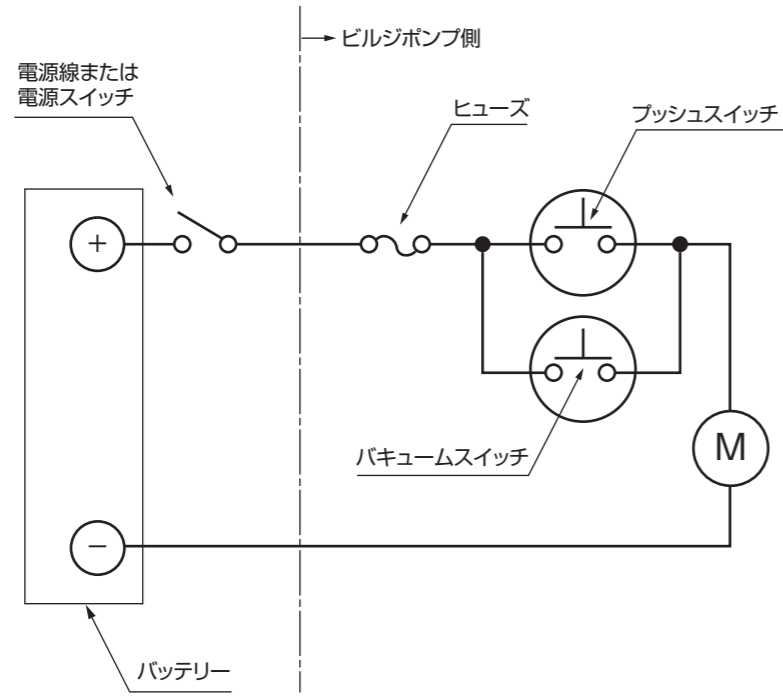 ビルジポンプ側
電源線または
電源スイッチ
ヒューズ
プッシュスイッチ
+
バキュームスイッチ
M
−
バッテリー